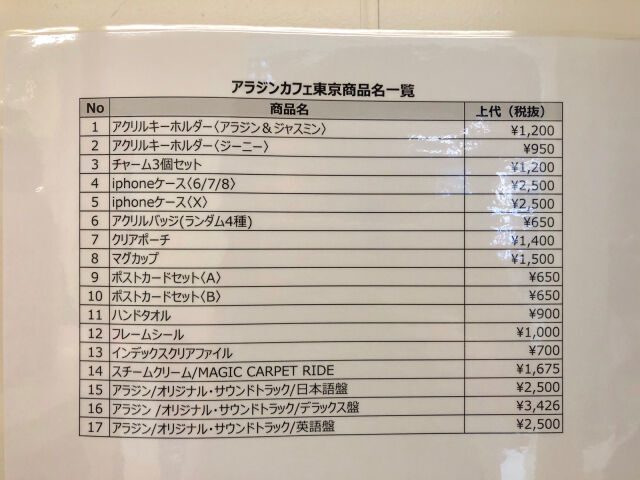 アラジンカフェ東京商品名一覧
No 商品名 上代（税抜）
1 アクリルキーホルダー〈アラジン＆ジャスミン〉 ¥1,200
2 アクリルキーホルダー〈ジーニー〉 ¥950
3 チャーム3個セット ¥1,200
4 iphoneケース〈6/7/8〉 ¥2,500
5 iphoneケース〈X〉 ¥2,500
6 アクリルバッジ(ランダム4種) ¥650
7 クリアポーチ ¥1,400
8 マグカップ ¥1,500
9 ポストカードセット〈A〉 ¥650
10 ポストカードセット〈B〉 ¥650
11 ハンドタオル ¥900
12 フレームシール ¥1,000
13 インデックスクリアファイル ¥700
14 スチームクリーム/MAGIC CARPET RIDE ¥1,675
15 アラジン/オリジナル・サウンドトラック/日本語盤 ¥2,500
16 アラジン /オリジナル・サウンドトラック/デラックス盤 ¥3,426
17 アラジン/オリジナル・サウンドトラック/英語盤 ¥2,500